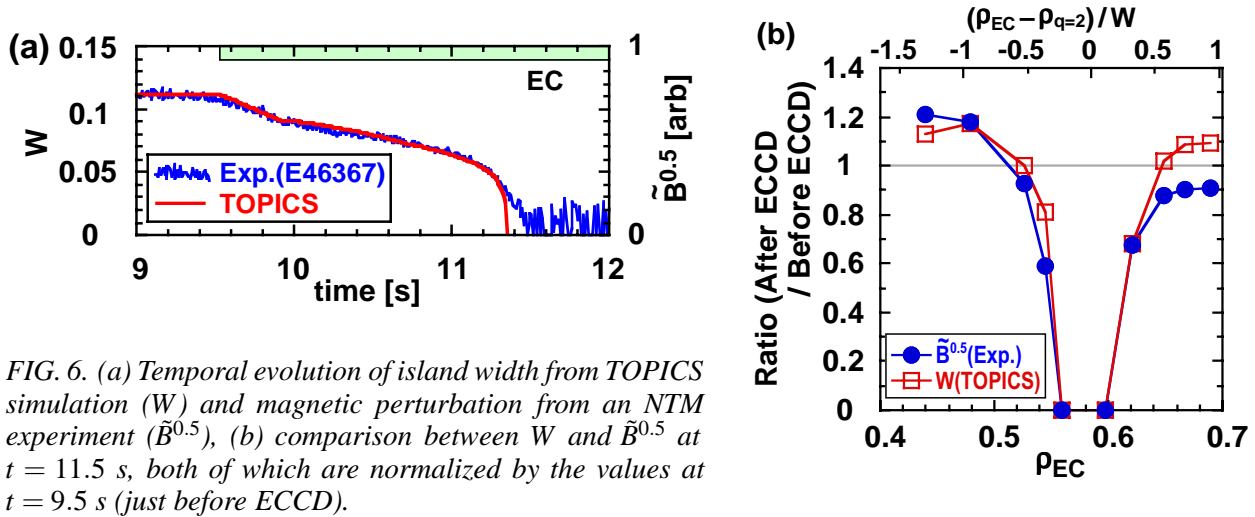 (a)
0.15
0.1
0.05
0
W
EC
1
0
B̃^0.5 [arb]
Exp.(E46367)
TOPICS
9 10 11 12
time [s]
(b)
(ρEC−ρq=2) / W
-1.5 -1 -0.5 0 0.5 1
1.4
1.2
1
0.8
0.6
0.4
0.2
0
Ratio (After ECCD
/ Before ECCD)
B̃^0.5(Exp.)
W(TOPICS)
0.4 0.5 0.6 0.7
ρEC
FIG. 6. (a) Temporal evolution of island width from TOPICS
simulation (W) and magnetic perturbation from an NTM
experiment (B̃^0.5), (b) comparison between W and B̃^0.5 at
t = 11.5 s, both of which are normalized by the values at
t = 9.5 s (just before ECCD).